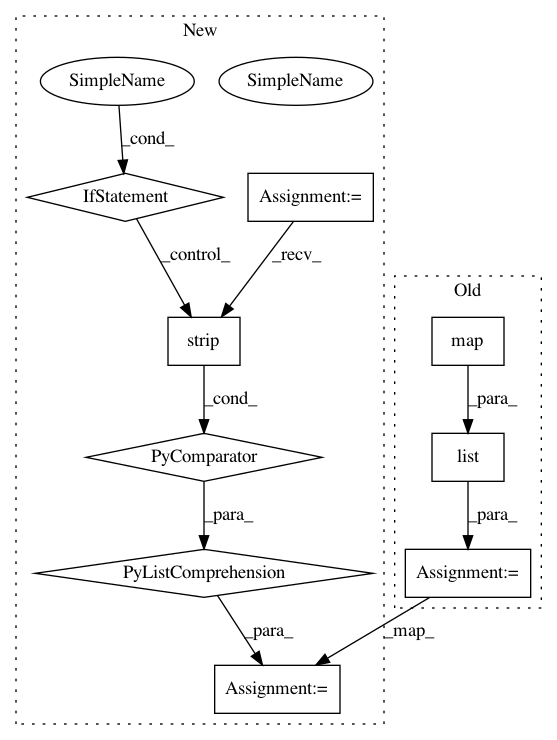 New
SimpleName
SimpleName
_cond_
IfStatement
Assignment:=
_control_
_recv_
Old
strip
map
_cond_
_para_
PyComparator
list
_para_
_para_
PyListComprehension
Assignment:=
_para_
_map_
Assignment:=